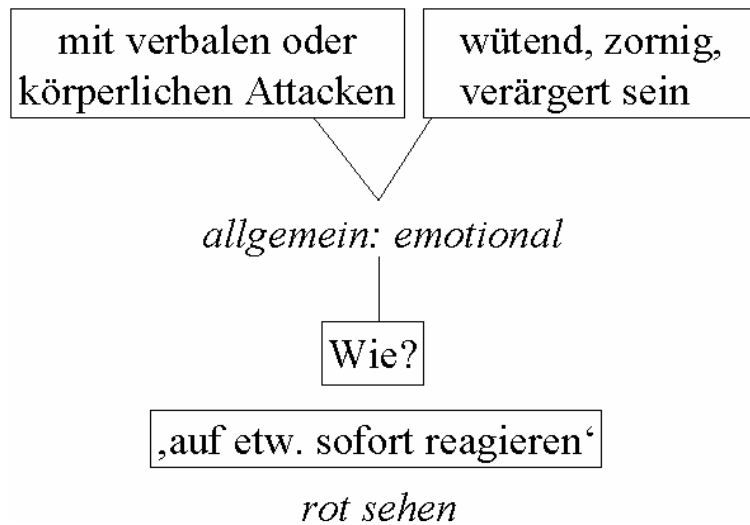 mit verbalen oder
körperlichen Attacken
wütend, zornig,
verärgert sein
allgemein: emotional
Wie?
‚auf etw. sofort reagieren‘
rot sehen